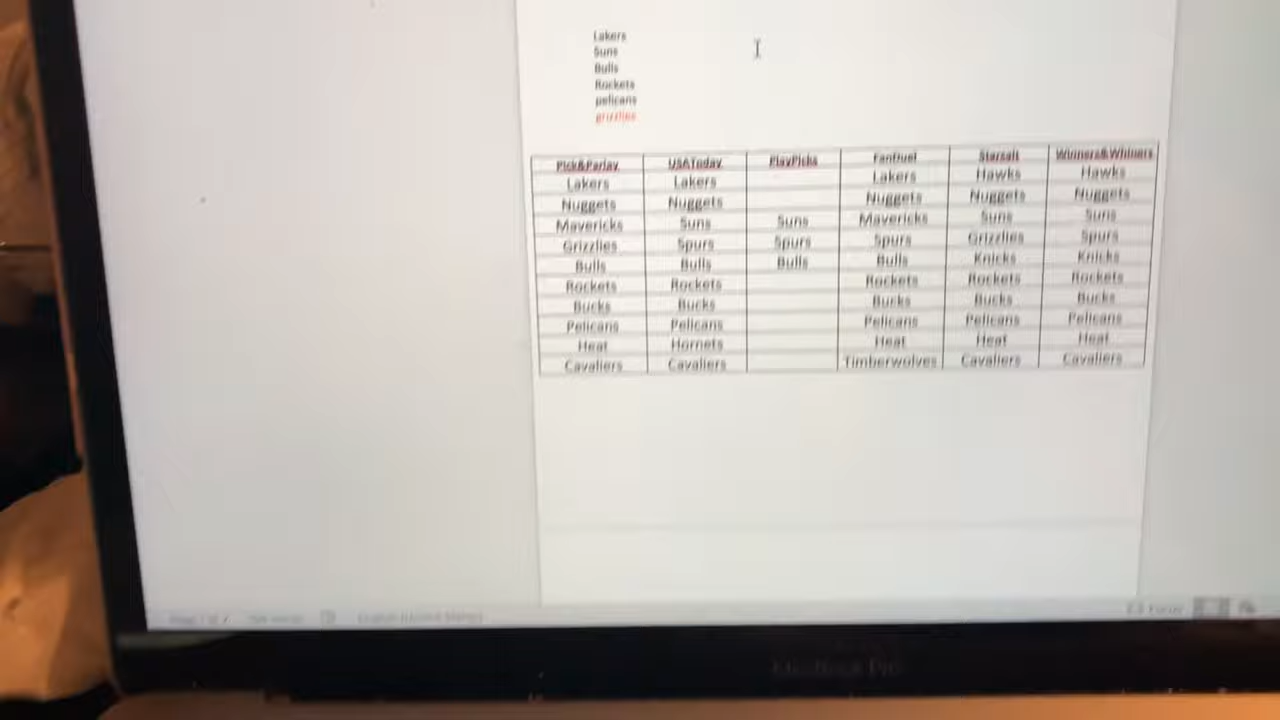 Lakers
Suns
Bulls
Rockets
pelicans
grizzlies
Pick&Parlay USAToday PlayPicks FanDuel Starsait Winners&Whiners
Lakers Lakers Lakers Hawks Hawks
Nuggets Nuggets Nuggets Nuggets Nuggets
Mavericks Suns Suns Mavericks Suns Suns
Grizzlies Spurs Spurs Spurs Grizzlies Spurs
Bulls Bulls Bulls Bulls Knicks Knicks
Rockets Rockets Rockets Rockets Rockets
Bucks Bucks Bucks Bucks Bucks
Pelicans Pelicans Pelicans Pelicans Pelicans
Heat Hornets Heat Heat Heat
Cavaliers Cavaliers Timberwolves Cavaliers Cavaliers
MacBook Pro